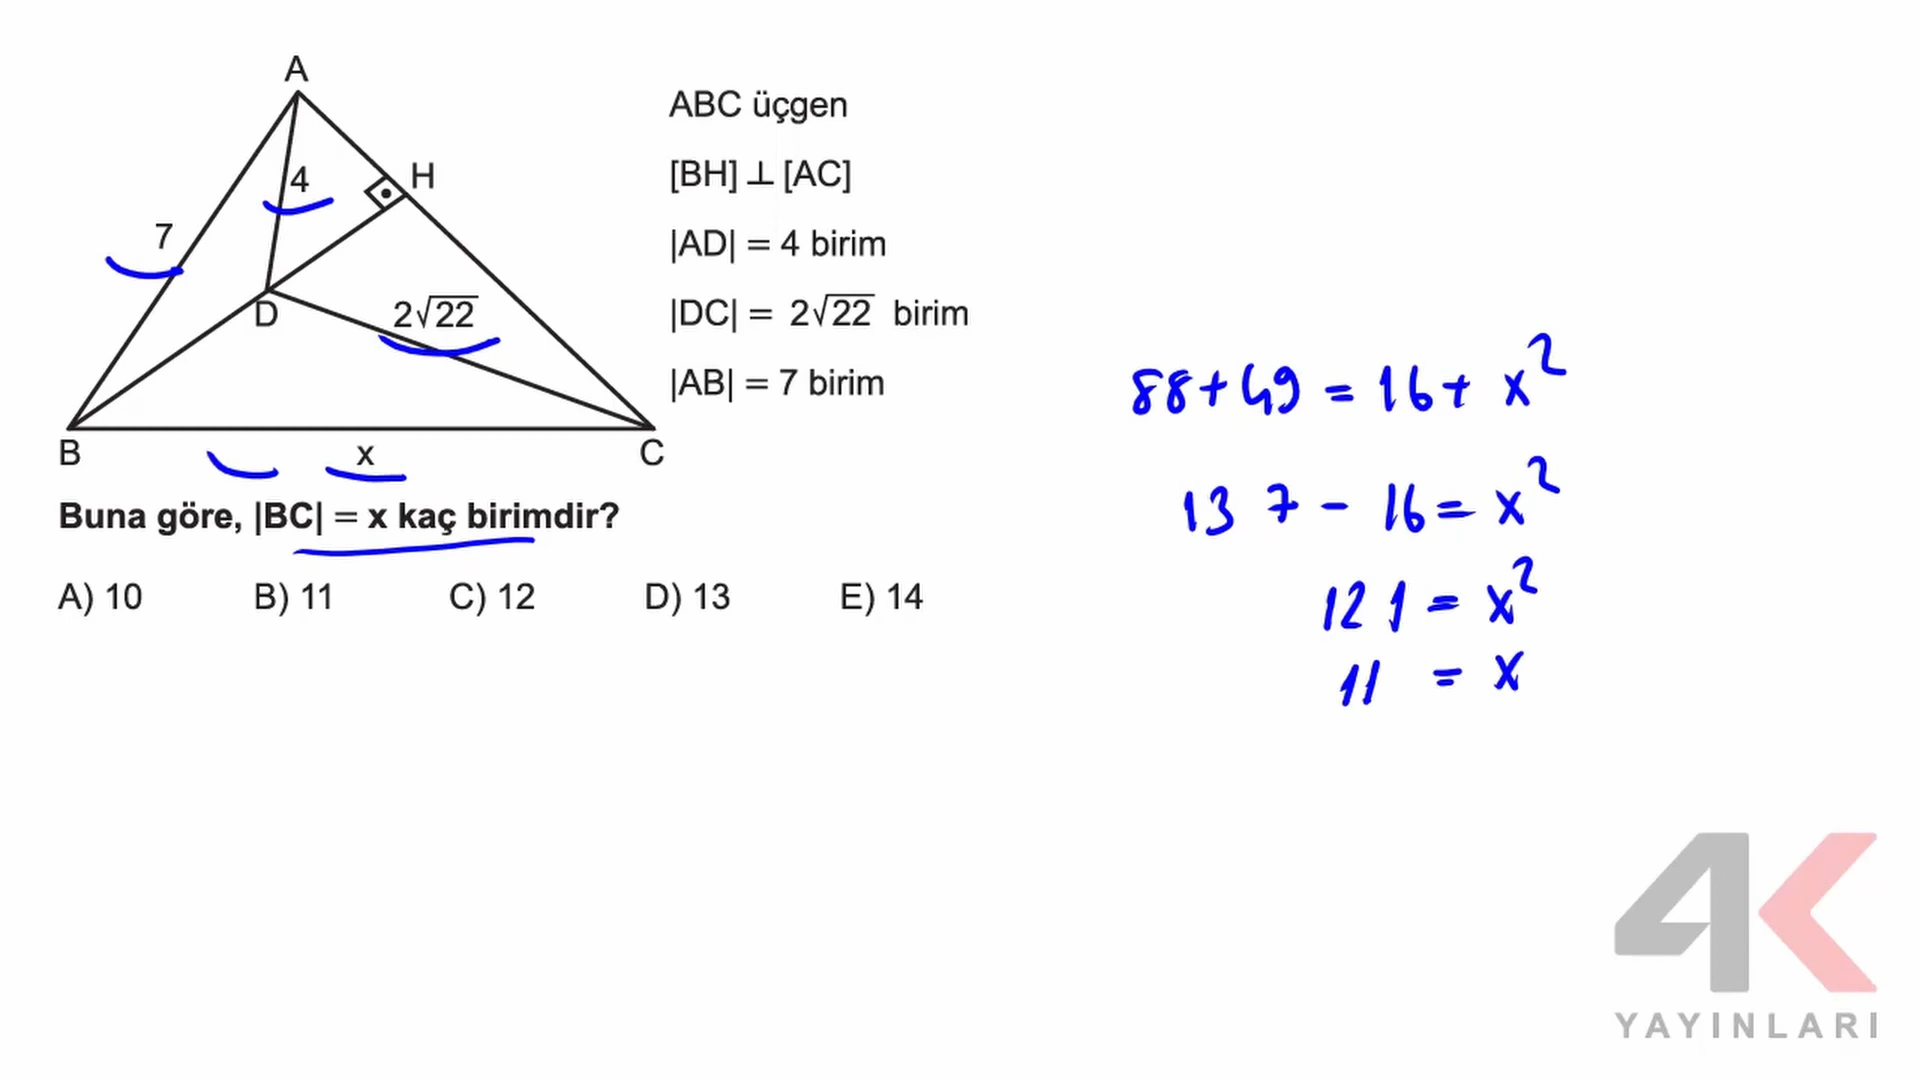 A
H
4
7
D
2√22
B
x
C
ABC üçgen
[BH] ⊥ [AC]
|AD| = 4 birim
|DC| = 2√22 birim
|AB| = 7 birim
Buna göre, |BC| = x kaç birimdir?
A) 10 B) 11 C) 12 D) 13 E) 14
88+49 = 16 + x²
137 - 16 = x²
121 = x²
11 = x
4K
YAYINLARI